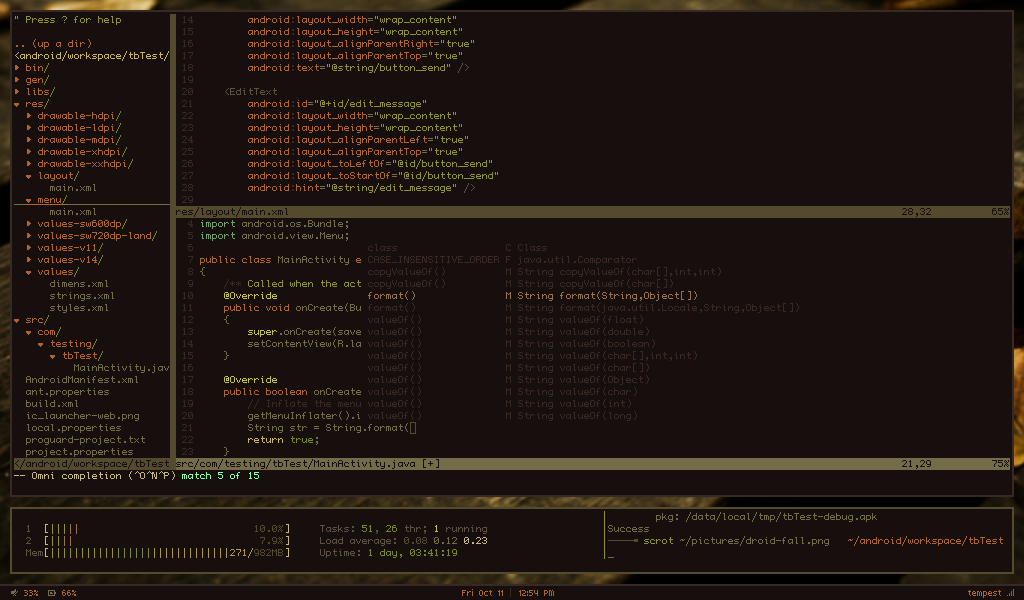 " Press ? for help
.. (up a dir)
<android/workspace/tbTest/
bin/
gen/
libs/
res/
drawable-hdpi/
drawable-ldpi/
drawable-mdpi/
drawable-xhdpi/
drawable-xxhdpi/
layout/
main.xml
menu/
main.xml
values-sw600dp/
values-sw720dp-land/
values-v11/
values-v14/
values/
dimens.xml
strings.xml
styles.xml
src/
com/
testing/
tbTest/
MainActivity.jav
AndroidManifest.xml
ant.properties
build.xml
ic_launcher-web.png
local.properties
proguard-project.txt
project.properties
</android/workspace/tbTest
14 android:layout_width="wrap_content"
15 android:layout_height="wrap_content"
16 android:layout_alignParentRight="true"
17 android:layout_alignParentTop="true"
18 android:text="@string/button_send" />
19
20 <EditText
21 android:id="@+id/edit_message"
22 android:layout_width="wrap_content"
23 android:layout_height="wrap_content"
24 android:layout_alignParentLeft="true"
25 android:layout_alignParentTop="true"
26 android:layout_toLeftOf="@id/button_send"
27 android:layout_toStartOf="@id/button_send"
28 android:hint="@string/edit_message" />
29
res/layout/main.xml 28,32 65%
4 import android.os.Bundle;
5 import android.view.Menu;
6 class C Class
7 public class MainActivity e CASE_INSENSITIVE_ORDER F java.util.Comparator
8 { copyValueOf() M String copyValueOf(char[],int,int)
9 /** Called when the act copyValueOf() M String copyValueOf(char[])
10 @Override format() M String format(String,Object[])
11 public void onCreate(Bu format() M String format(java.util.Locale,String,Object[])
12 { valueOf() M String valueOf(float)
13 super.onCreate(save valueOf() M String valueOf(double)
14 setContentView(R.la valueOf() M String valueOf(boolean)
15 } valueOf() M String valueOf(char[],int,int)
16 valueOf() M String valueOf(char[])
17 @Override valueOf() M String valueOf(Object)
18 public boolean onCreate valueOf() M String valueOf(char)
19 // Inflate the menu valueOf() M String valueOf(int)
20 getMenuInflater().i valueOf() M String valueOf(long)
21 String str = String.format(
22 return true;
23 }
src/com/testing/tbTest/MainActivity.java [+] 21,29 75%
-- Omni completion (^O^N^P) match 5 of 15
1 [||||| 10.0%]
2 [|||| 7.9%]
Mem[|||||||||||||||||||||||||||||||271/982MB]
Tasks: 51, 26 thr; 1 running
Load average: 0.08 0.12 0.23
Uptime: 1 day, 03:41:19
pkg: /data/local/tmp/tbTest-debug.apk
Success
scrot ~/pictures/droid-fall.png ~/android/workspace/tbTest
_
33% 66% Fri Oct 11 | 12:54 PM tempest